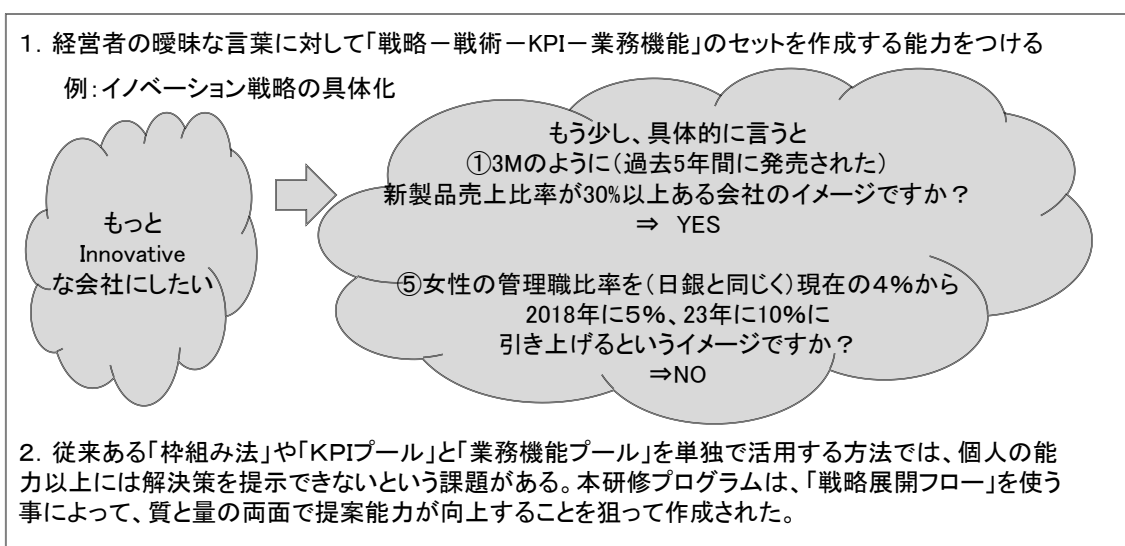 1．経営者の曖昧な言葉に対して「戦略－戦術－KPI－業務機能」のセットを作成する能力をつける
例：イノベーション戦略の具体化
もっと
Innovative
な会社にしたい
もう少し、具体的に言うと
①3Mのように（過去5年間に発売された）
新製品売上比率が30%以上ある会社のイメージですか？
⇒ YES
⑤女性の管理職比率を（日銀と同じく）現在の４％から
2018年に５％、23年に10％に
引き上げるというイメージですか？
⇒NO
２．従来ある「枠組み法」や「KPIプール」と「業務機能プール」を単独で活用する方法では、個人の能
力以上には解決策を提示できないという課題がある。本研修プログラムは、「戦略展開フロー」を使う
事によって、質と量の両面で提案能力が向上することを狙って作成された。